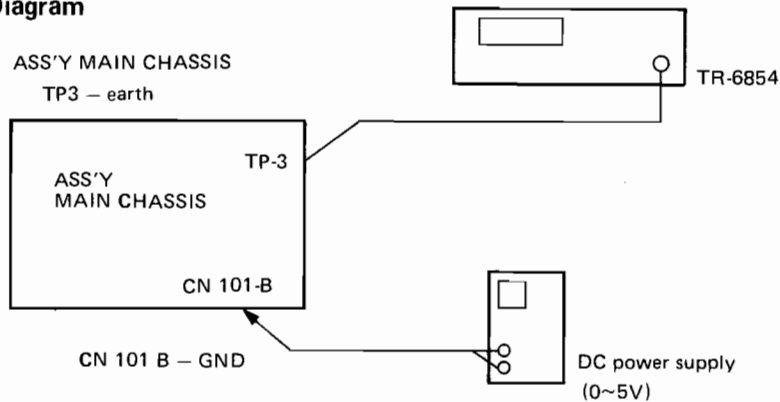 Diagram
ASS'Y MAIN CHASSIS
TP3 — earth
TR-6854
TP-3
ASS'Y
MAIN CHASSIS
CN 101-B
CN 101 B — GND
DC power supply
(0~5V)